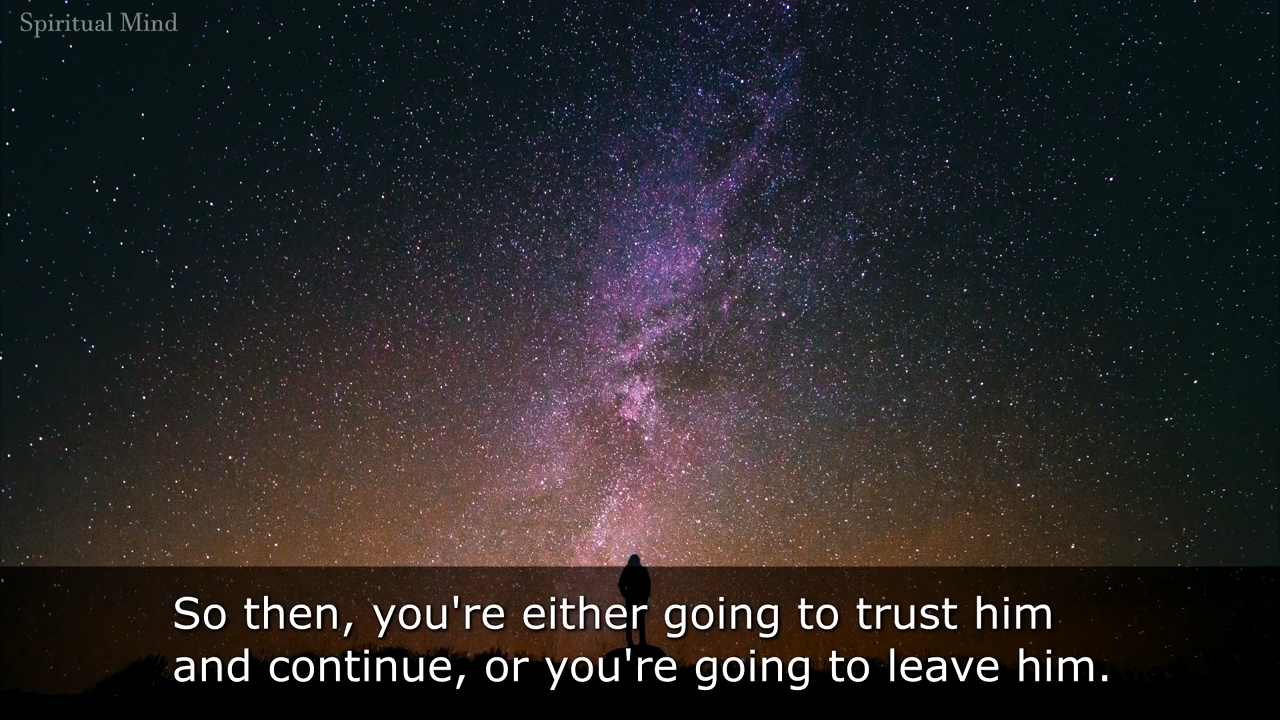 Spiritual Mind
So then, you're either going to trust him
and continue, or you're going to leave him.